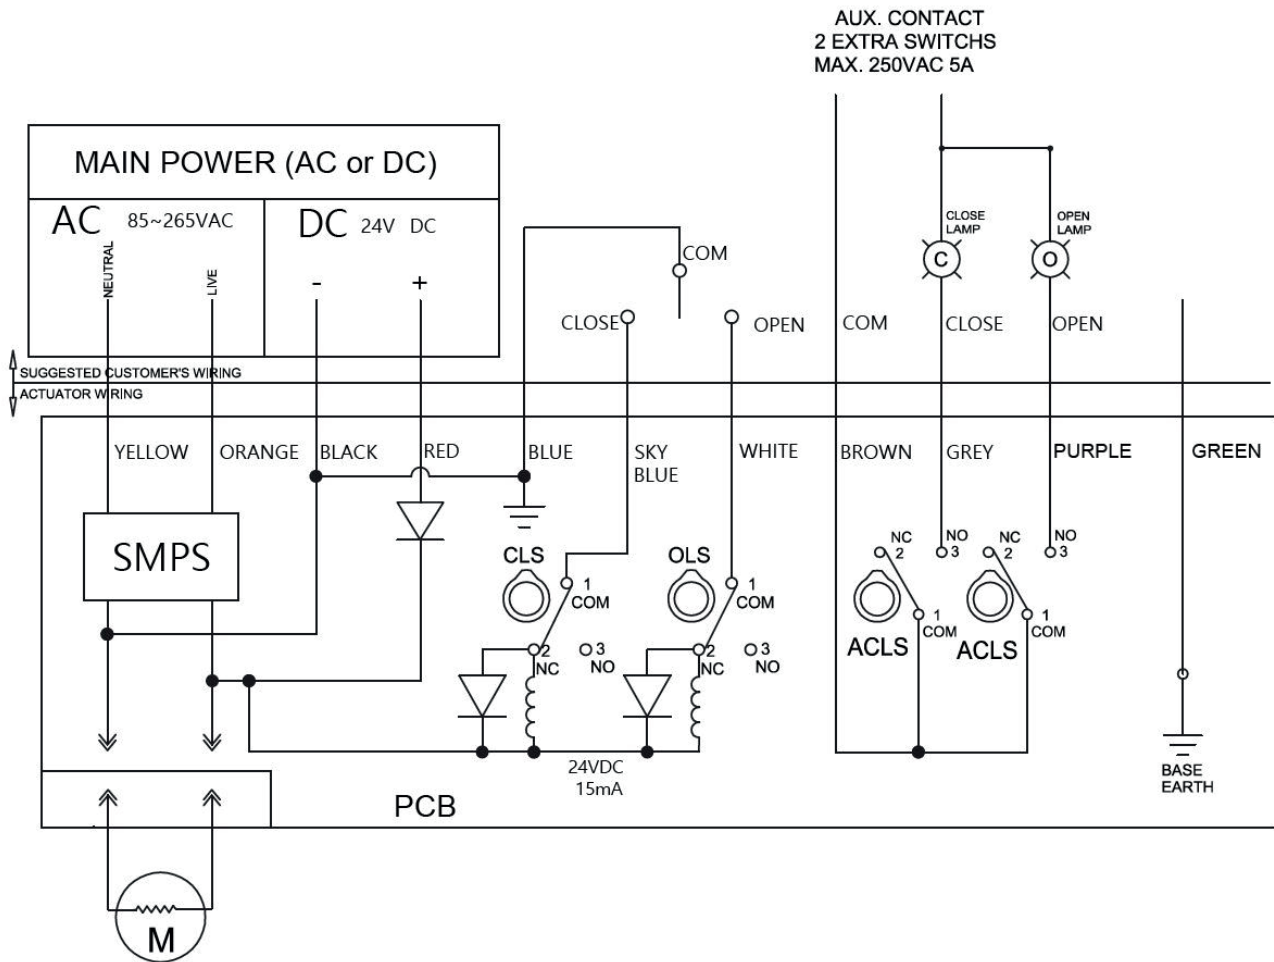 AUX. CONTACT
2 EXTRA SWITCHS
MAX. 250VAC 5A
MAIN POWER (AC or DC)
AC 85~265VAC
DC 24V DC
NEUTRAL
LIVE
- +
COM
CLOSE
OPEN
CLOSE
LAMP
OPEN
LAMP
C
O
COM
CLOSE
OPEN
SUGGESTED CUSTOMER'S WIRING
ACTUATOR WIRING
YELLOW
ORANGE
BLACK
RED
BLUE
SKY
BLUE
WHITE
BROWN
GREY
PURPLE
GREEN
SMPS
CLS
1
COM
2
NC
3
NO
OLS
1
COM
2
NC
3
NO
NC
2
NO
3
1
COM
ACLS
NC
2
NO
3
1
COM
ACLS
24VDC
15mA
BASE
EARTH
PCB
M